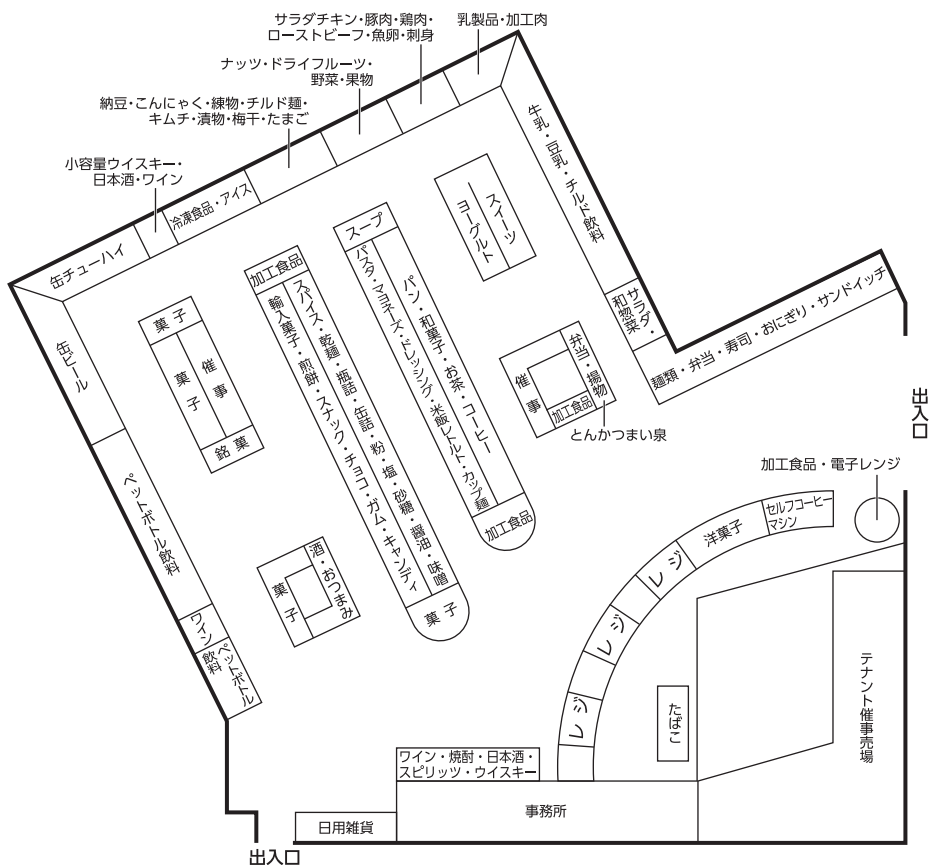 サラダチキン・豚肉・鶏肉・
ローストビーフ・魚卵・刺身
乳製品・加工肉
ナッツ・ドライフルーツ・
野菜・果物
納豆・こんにゃく・練物・チルド麺・
キムチ・漬物・梅干・たまご
小容量ウイスキー・
日本酒・ワイン
冷凍食品・アイス
缶チューハイ
缶ビール
ペットボトル飲料
ワイン
ペットボトル
飲料
牛乳・豆乳・チルド飲料
サラダ・
和惣菜
麺類・弁当・寿司・おにぎり・サンドイッチ
出入口
スイーツ
ヨーグルト
スープ
パン・和菓子・お茶・コーヒー
パスタ・マヨネーズ・ドレッシング・米飯レトルト・カップ麺
加工食品
加工食品
スパイス・乾麺・瓶詰・缶詰・粉・塩・砂糖・醤油・味噌
輸入菓子・煎餅・スナック・チョコ・ガム・キャンディ
菓子
菓子
催事
菓子
銘菓
弁当・揚物
催事
加工食品
とんかつまい泉
酒・おつまみ
菓子
加工食品・電子レンジ
セルフコーヒー
マシン
洋菓子
レジ
レジ
レジ
たばこ
テナント催事売場
ワイン・焼酎・日本酒・
スピリッツ・ウイスキー
事務所
日用雑貨
出入口